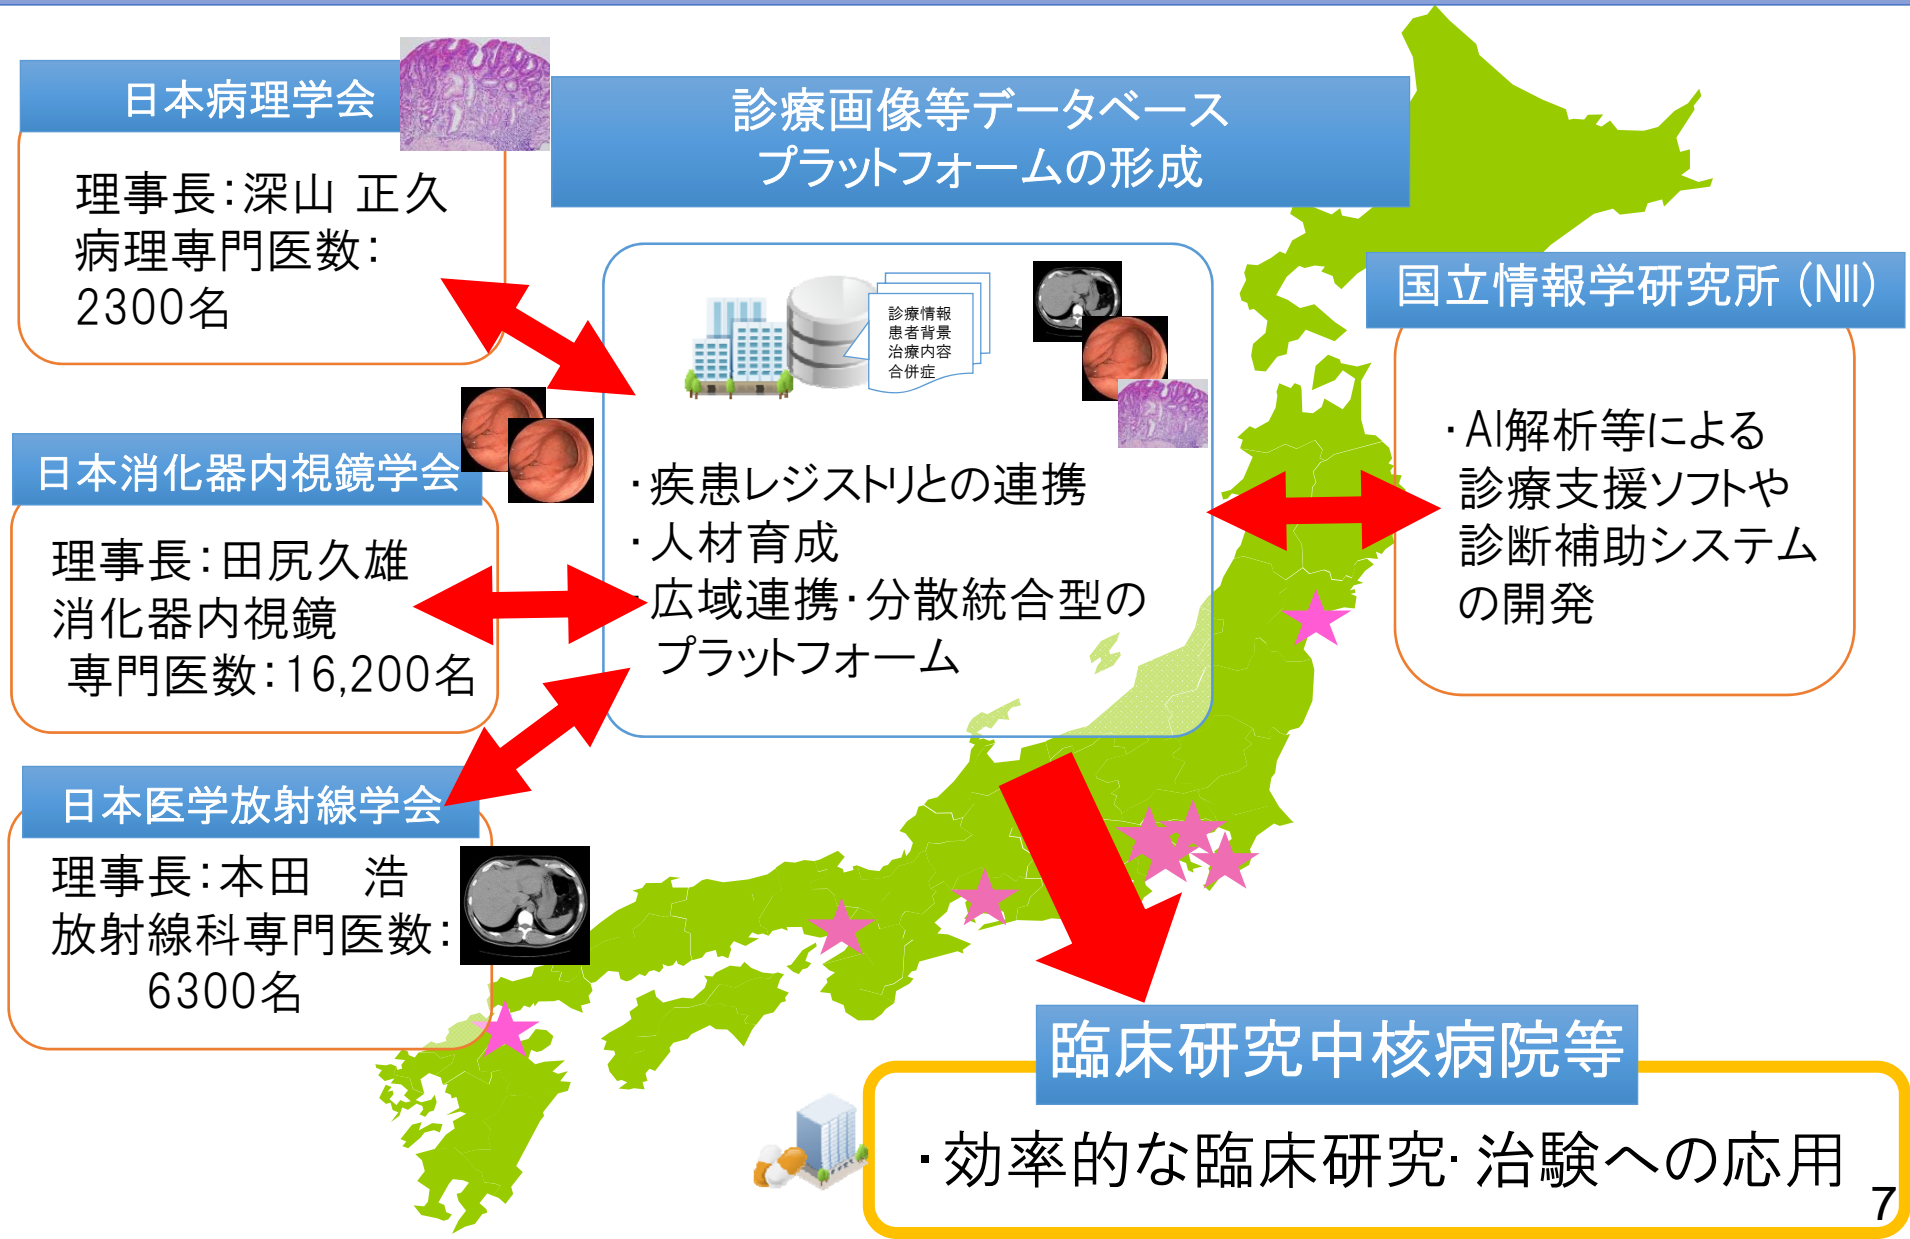 日本病理学会
理事長：深山 正久
病理専門医数：
2300名
診療画像等データベース
プラットフォームの形成
診療情報
患者背景
治療内容
合併症
・疾患レジストリとの連携
・人材育成
・広域連携・分散統合型の
プラットフォーム
国立情報学研究所（NII）
・AI解析等による
診療支援ソフトや
診断補助システム
の開発
日本消化器内視鏡学会
理事長：田尻久雄
消化器内視鏡
専門医数：16,200名
日本医学放射線学会
理事長：本田　浩
放射線科専門医数：
6300名
臨床研究中核病院等
・効率的な臨床研究・治験への応用
7